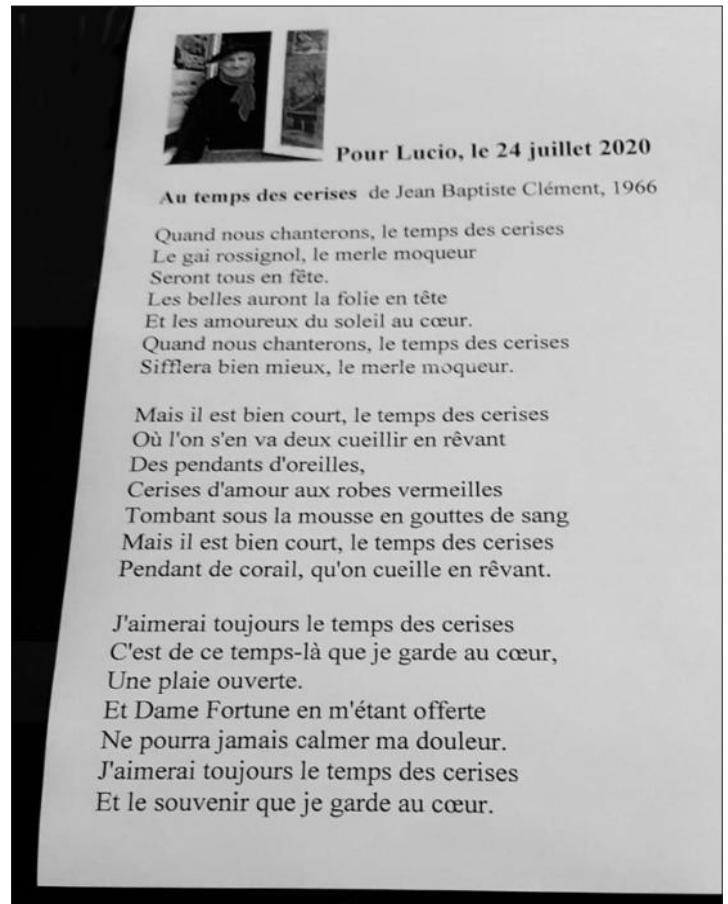 Pour Lucio, le 24 juillet 2020
Au temps des cerises de Jean Baptiste Clément, 1966
Quand nous chanterons, le temps des cerises
Le gai rossignol, le merle moqueur
Seront tous en fête.
Les belles auront la folie en tête
Et les amoureux du soleil au cœur.
Quand nous chanterons, le temps des cerises
Sifflera bien mieux, le merle moqueur.
Mais il est bien court, le temps des cerises
Où l'on s'en va deux cueillir en rêvant
Des pendants d'oreilles,
Cerises d'amour aux robes vermeilles
Tombant sous la mousse en gouttes de sang
Mais il est bien court, le temps des cerises
Pendant de corail, qu'on cueille en rêvant.
J'aimerai toujours le temps des cerises
C'est de ce temps-là que je garde au cœur,
Une plaie ouverte.
Et Dame Fortune en m'étant offerte
Ne pourra jamais calmer ma douleur.
J'aimerai toujours le temps des cerises
Et le souvenir que je garde au cœur.